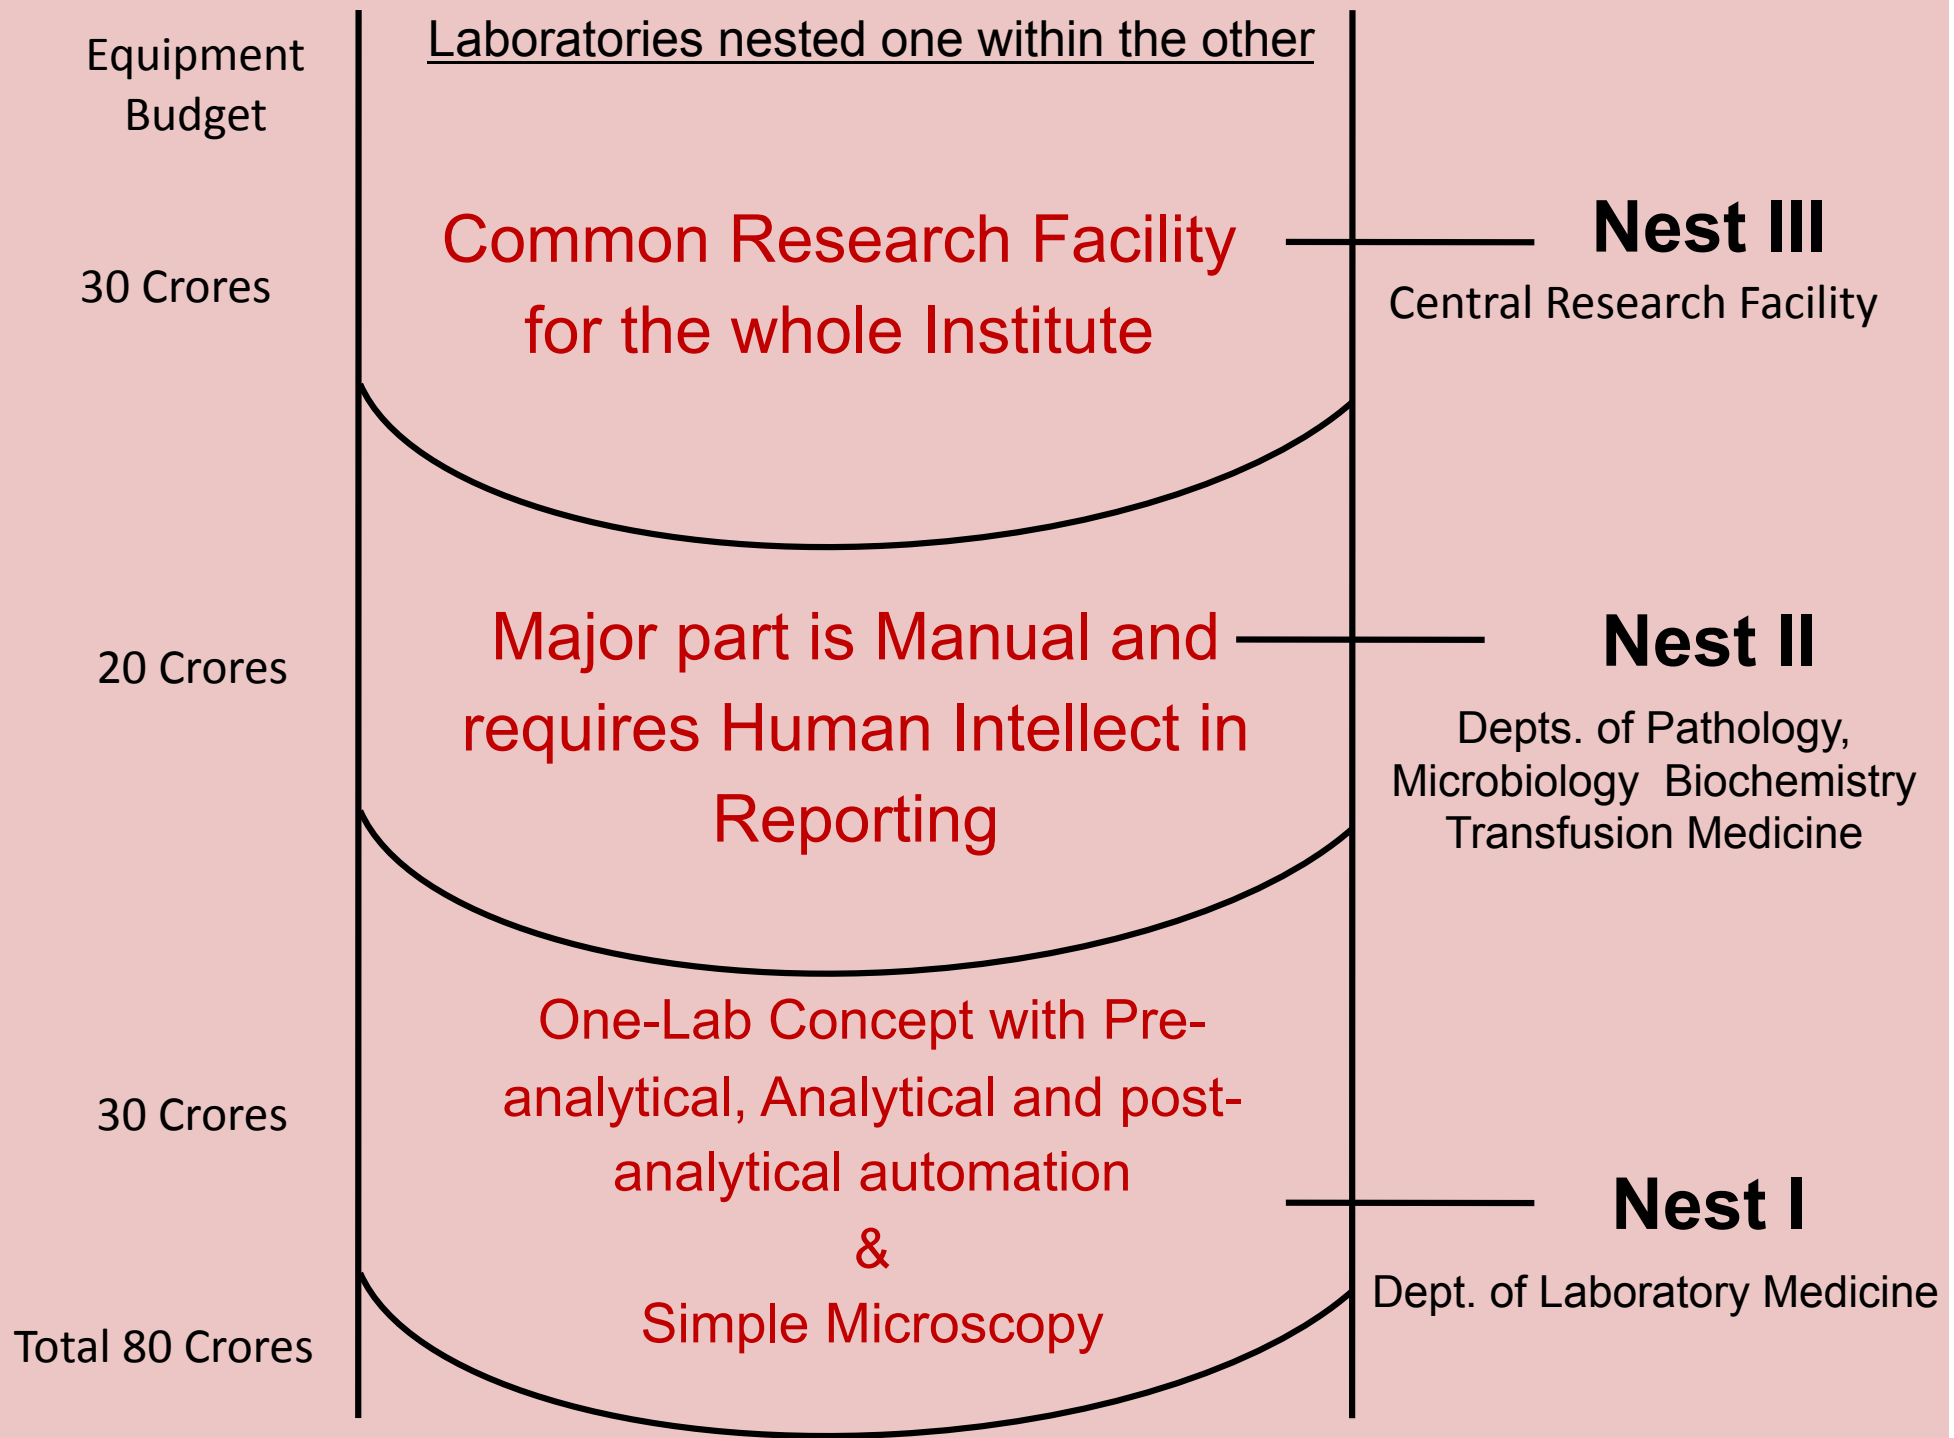 Equipment
Budget
Laboratories nested one within the other
30 Crores
Common Research Facility
for the whole Institute
Nest III
Central Research Facility
20 Crores
Major part is Manual and
requires Human Intellect in
Reporting
Nest II
Depts. of Pathology,
Microbiology  Biochemistry
Transfusion Medicine
30 Crores
One-Lab Concept with Pre-
analytical, Analytical and post-
analytical automation
&
Simple Microscopy
Nest I
Dept. of Laboratory Medicine
Total 80 Crores